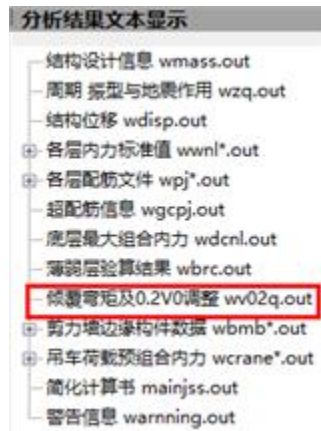 分析结果文本显示
结构设计信息 wmass.out
周期 振型与地震作用 wzq.out
结构位移 wdisp.out
各层内力标准值 wwnl*.out
各层配筋文件 wpj*.out
超配筋信息 wgcpj.out
底层最大组合内力 wdcnl.out
薄弱层验算结果 wbrc.out
倾覆弯矩及0.2V0调整 wv02q.out
剪力墙边缘构件数据 wbmb*.out
吊车荷载预组合内力 wcrane*.out
简化计算书 mainjss.out
警告信息 warnning.out